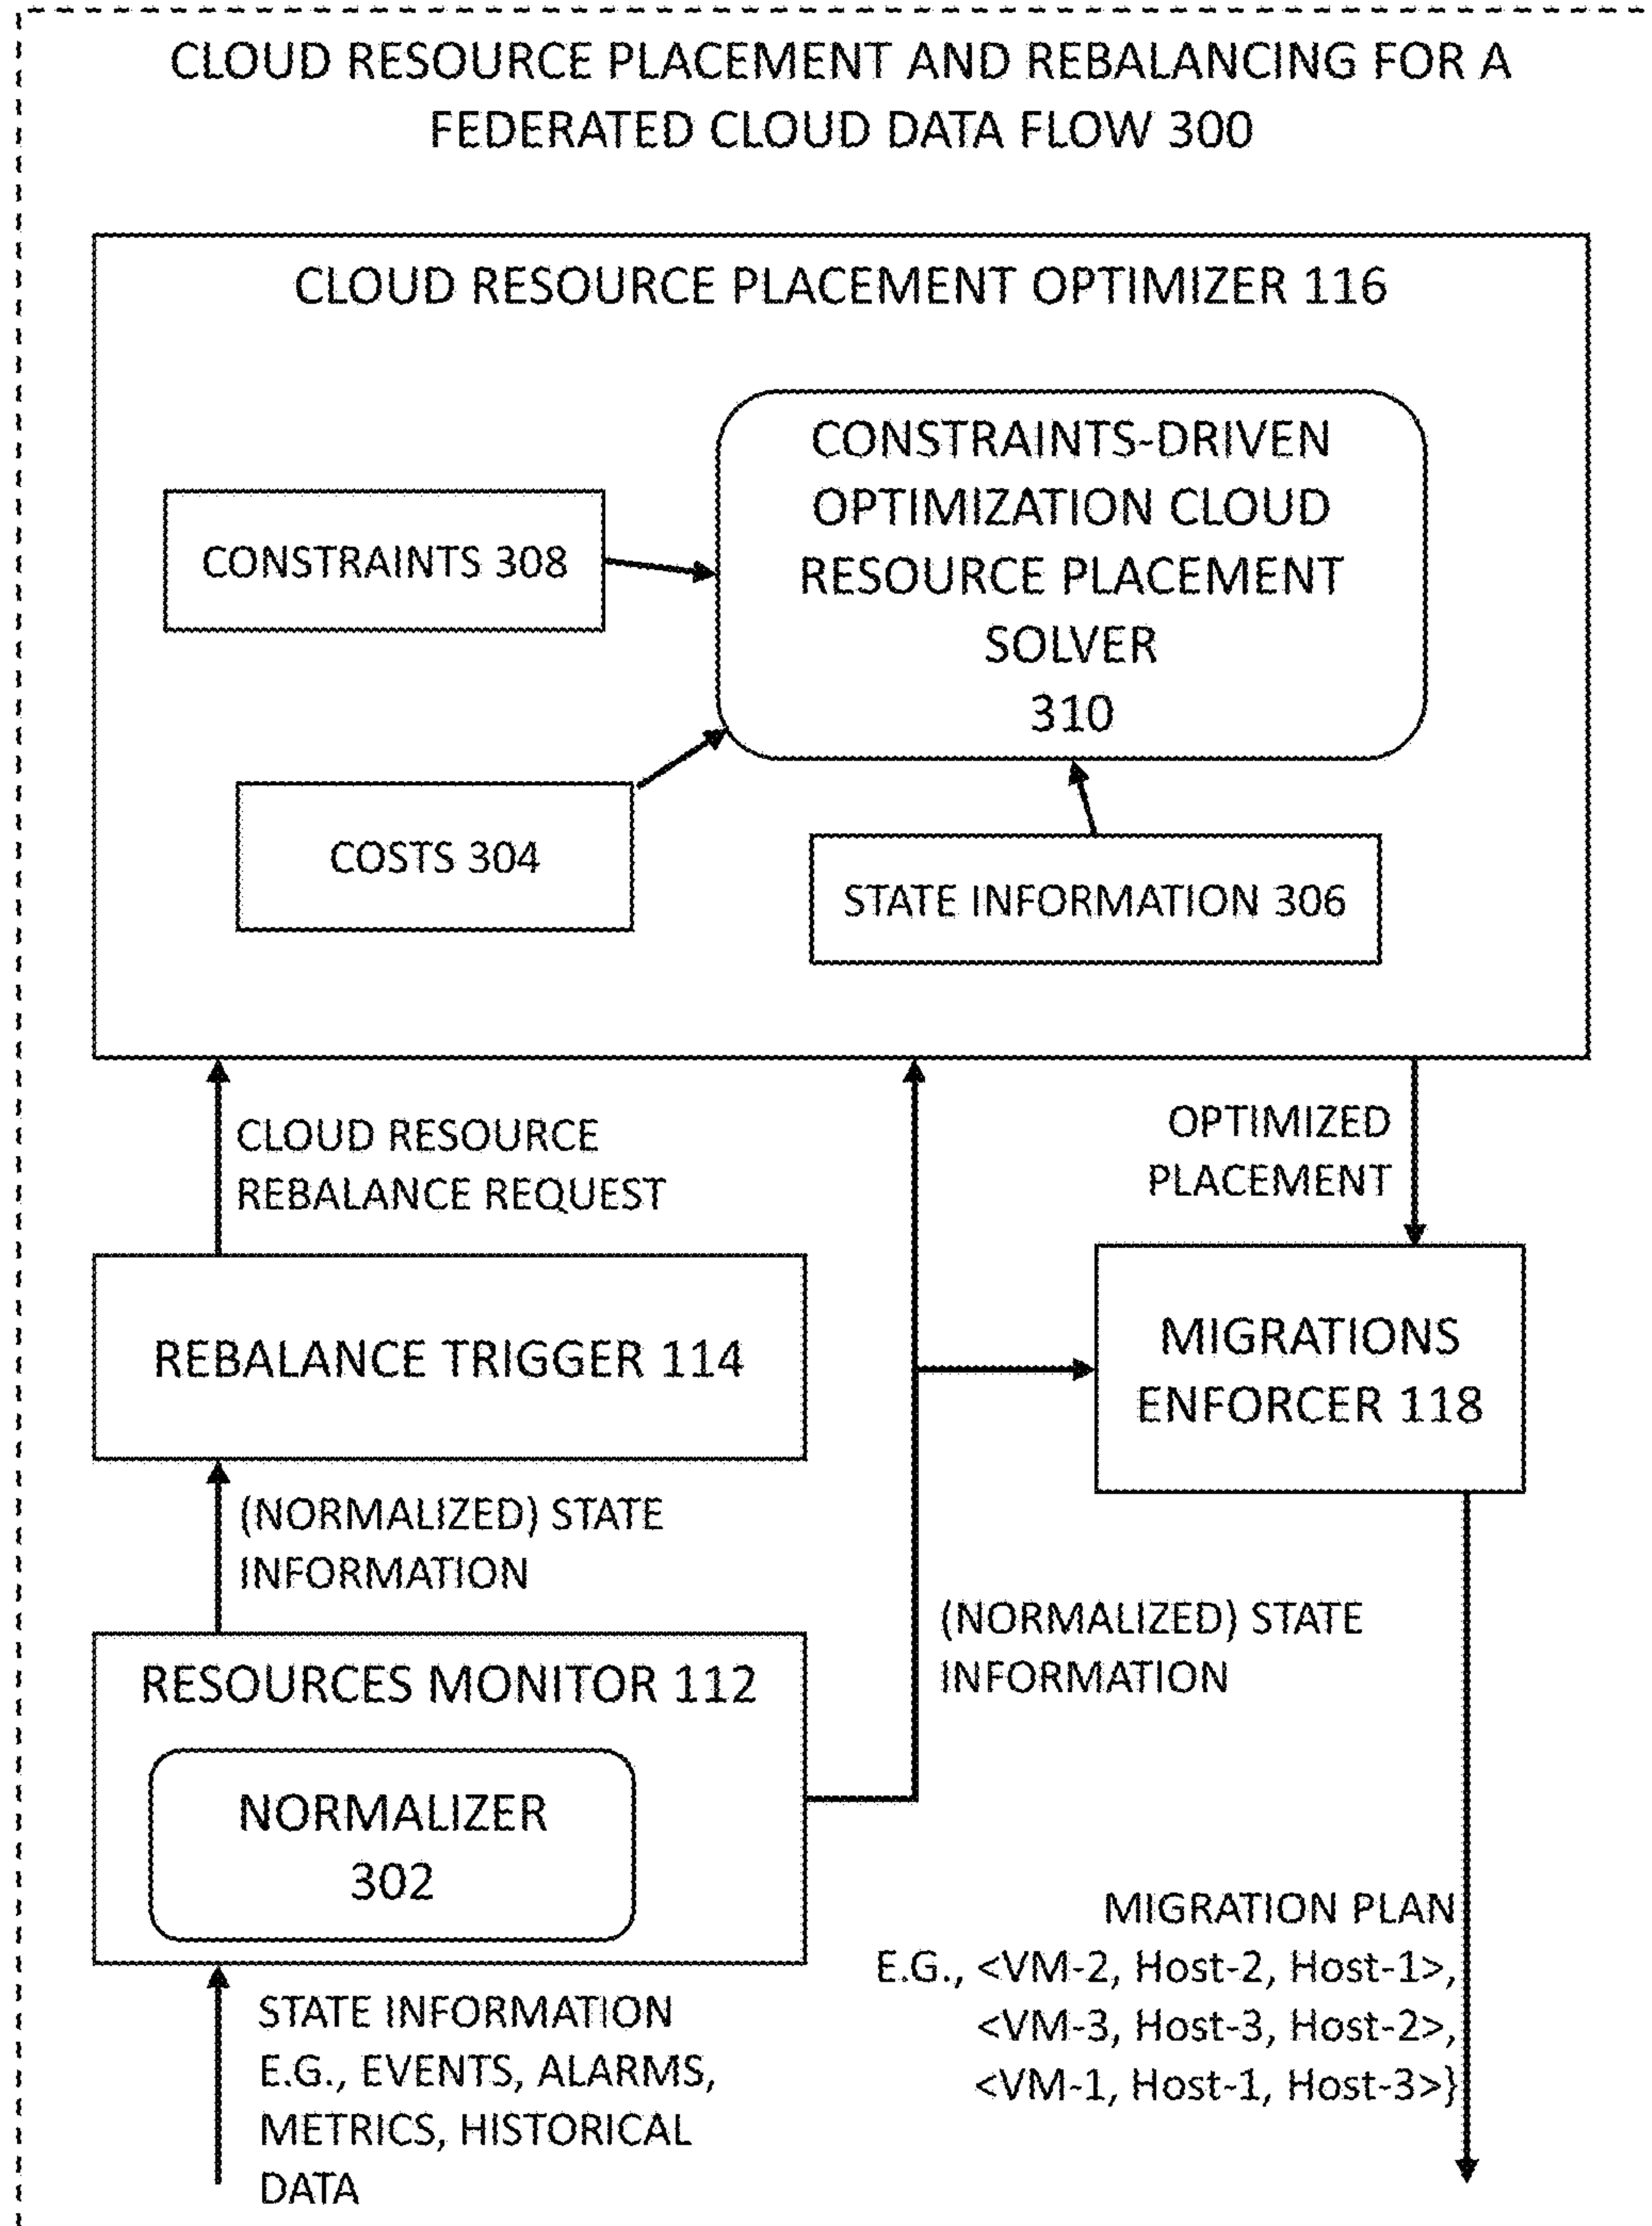 CLOUD RESOURCE PLACEMENT AND REBALANCING FOR A
FEDERATED CLOUD DATA FLOW 300
CLOUD RESOURCE PLACEMENT OPTIMIZER 116
CONSTRAINTS-DRIVEN
OPTIMIZATION CLOUD
RESOURCE PLACEMENT
SOLVER
310
CONSTRAINTS 308
COSTS 304
STATE INFORMATION 306
CLOUD RESOURCE
REBALANCE REQUEST
OPTIMIZED
PLACEMENT
REBALANCE TRIGGER 114
MIGRATIONS
ENFORCER 118
(NORMALIZED) STATE
INFORMATION
(NORMALIZED) STATE
INFORMATION
RESOURCES MONITOR 112
NORMALIZER
302
MIGRATION PLAN
E.G., <VM-2, Host-2, Host-1>,
<VM-3, Host-3, Host-2>,
<VM-1, Host-1, Host-3>}
STATE INFORMATION
E.G., EVENTS, ALARMS,
METRICS, HISTORICAL
DATA